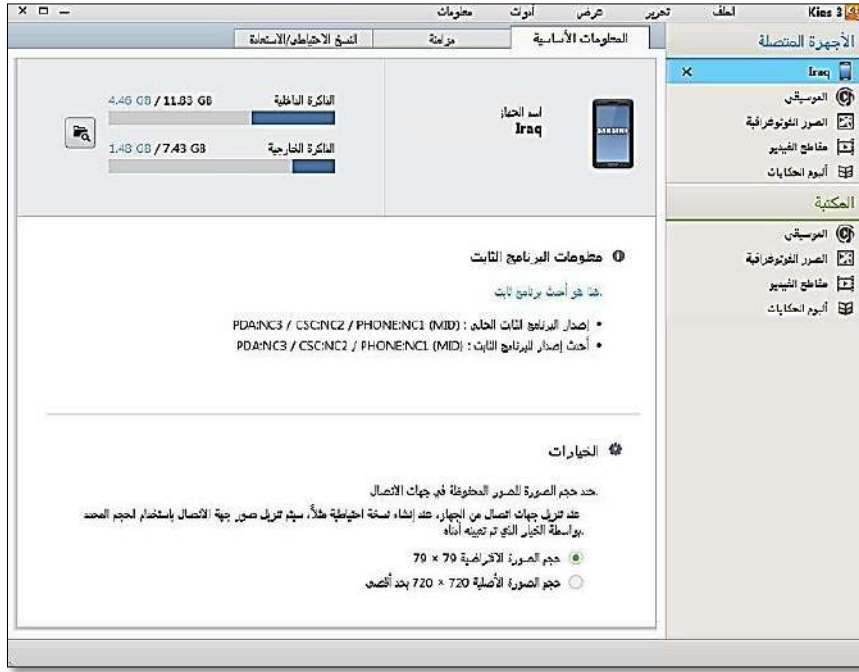 Kies 3
الملف
تحرير
عرض
أدوات
معلومات
الأجهزة المتصلة
Iraq
الموسيقى
الصور الفوتوغرافية
مقاطع الفيديو
ألبوم الحكايات
المكتبة
الموسيقى
الصور الفوتوغرافية
مقاطع الفيديو
ألبوم الحكايات
المعلومات الأساسية
مزامنة
النسخ الاحتياطي/الاستعادة
SAMSUNG
اسم الجهاز
Iraq
الذاكرة الداخلية 4.46 GB / 11.83 GB
الذاكرة الخارجية 1.48 GB / 7.43 GB
معلومات البرنامج الثابت
هذا هو أحدث برنامج ثابت.
• إصدار البرنامج الثابت الحالي : PDA:NC3 / CSC:NC2 / PHONE:NC1 (MID)
• أحدث إصدار للبرنامج الثابت : PDA:NC3 / CSC:NC2 / PHONE:NC1 (MID)
الخيارات
حدد حجم الصورة للصور المحفوظة في جهات الاتصال.
عند تنزيل جهات اتصال من الجهاز، عند إنشاء نسخة احتياطية مثلاً، سيتم تنزيل صور جهة الاتصال باستخدام الحجم المحدد
بواسطة الخيار الذي تم تعيينه أدناه.
حجم الصورة الافتراضية 79 × 79
حجم الصورة الأصلية 720 × 720 بحد أقصى